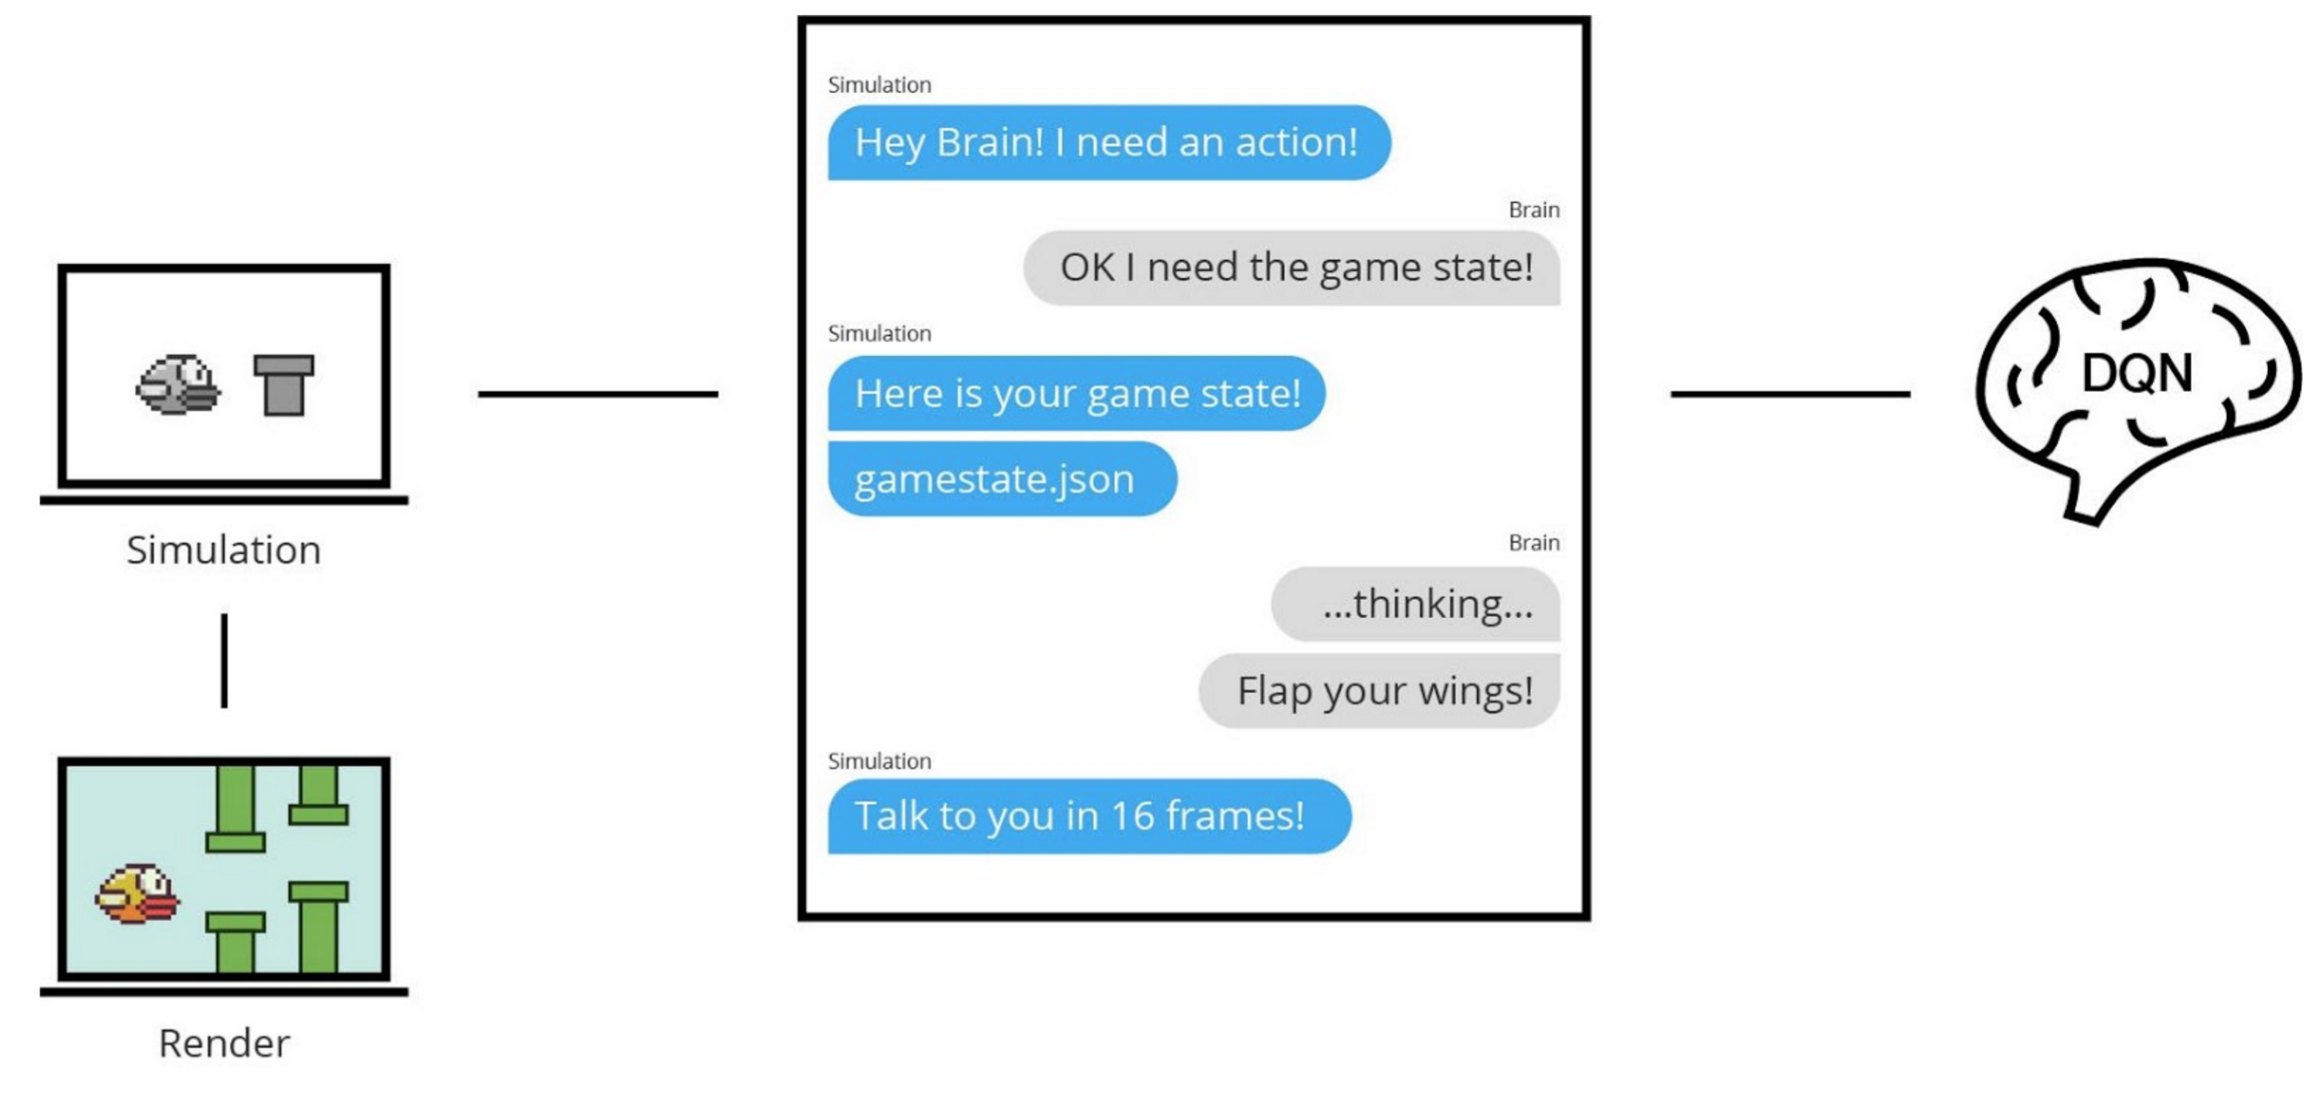 Simulation
Hey Brain! I need an action!
Brain
OK I need the game state!
Simulation
Here is your game state!
gamestate.json
Brain
...thinking...
Flap your wings!
Simulation
Talk to you in 16 frames!
Simulation
Render
DQN